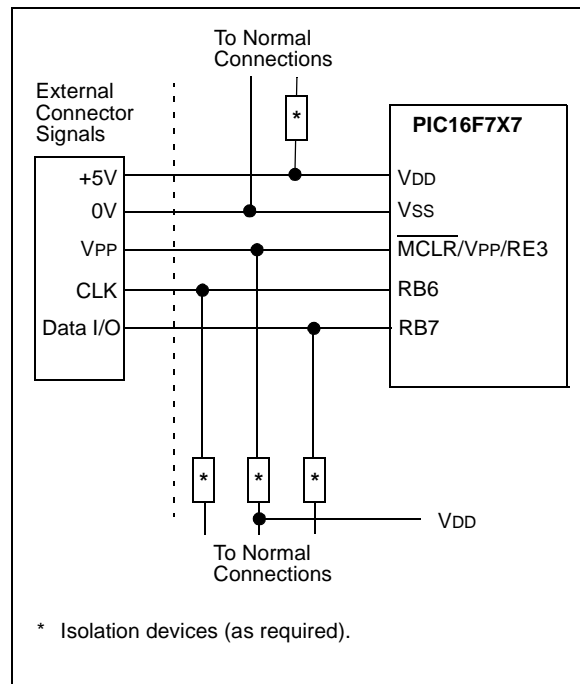 To Normal
Connections
External
Connector
Signals
*
PIC16F7X7
+5V
VDD
0V
VSS
VPP
MCLR/VPP/RE3
CLK
RB6
Data I/O
RB7
* * *
VDD
To Normal
Connections
* Isolation devices (as required).